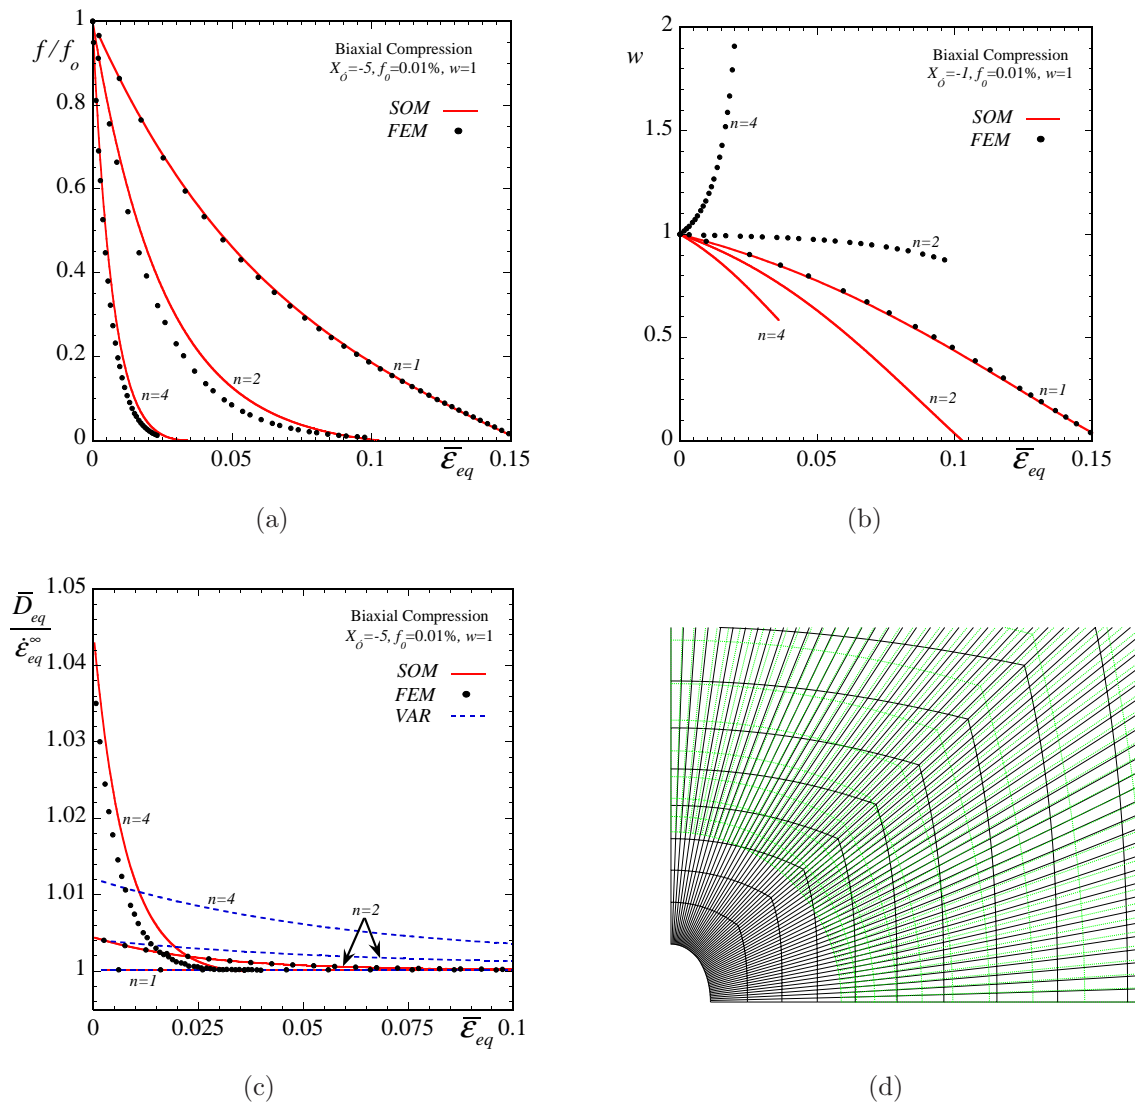 f/f_o
1
0.8
0.6
0.4
0.2
0
Biaxial Compression
X_ó=-5, f_0=0.01%, w=1
SOM
FEM
n=1
n=2
n=4
0 0.05 0.1 0.15
ε̅_eq
(a)
w
2
1.5
1
0.5
0
Biaxial Compression
X_ó=-1, f_0=0.01%, w=1
SOM
FEM
n=4
n=2
n=4
n=2
n=1
0 0.05 0.1 0.15
ε̅_eq
(b)
D̅_eq
ε̇_eq^∞
1.05
1.04
1.03
1.02
1.01
1
Biaxial Compression
X_ó=-5, f_0=0.01%, w=1
SOM
FEM
VAR
n=4
n=4
n=2
n=1
0 0.025 0.05 0.075 0.1
ε̅_eq
(c)
(d)